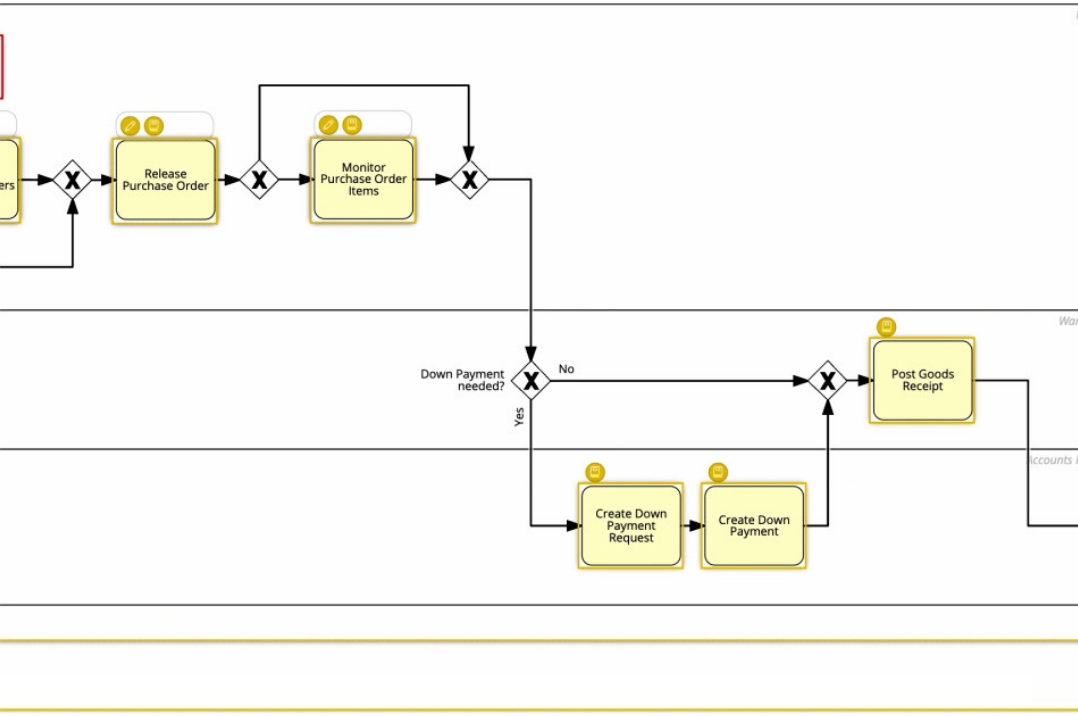 ers
Release
Purchase Order
Monitor
Purchase Order
Items
Down Payment
needed?
No
Yes
Post Goods
Receipt
Accounts
Create Down
Payment
Request
Create Down
Payment